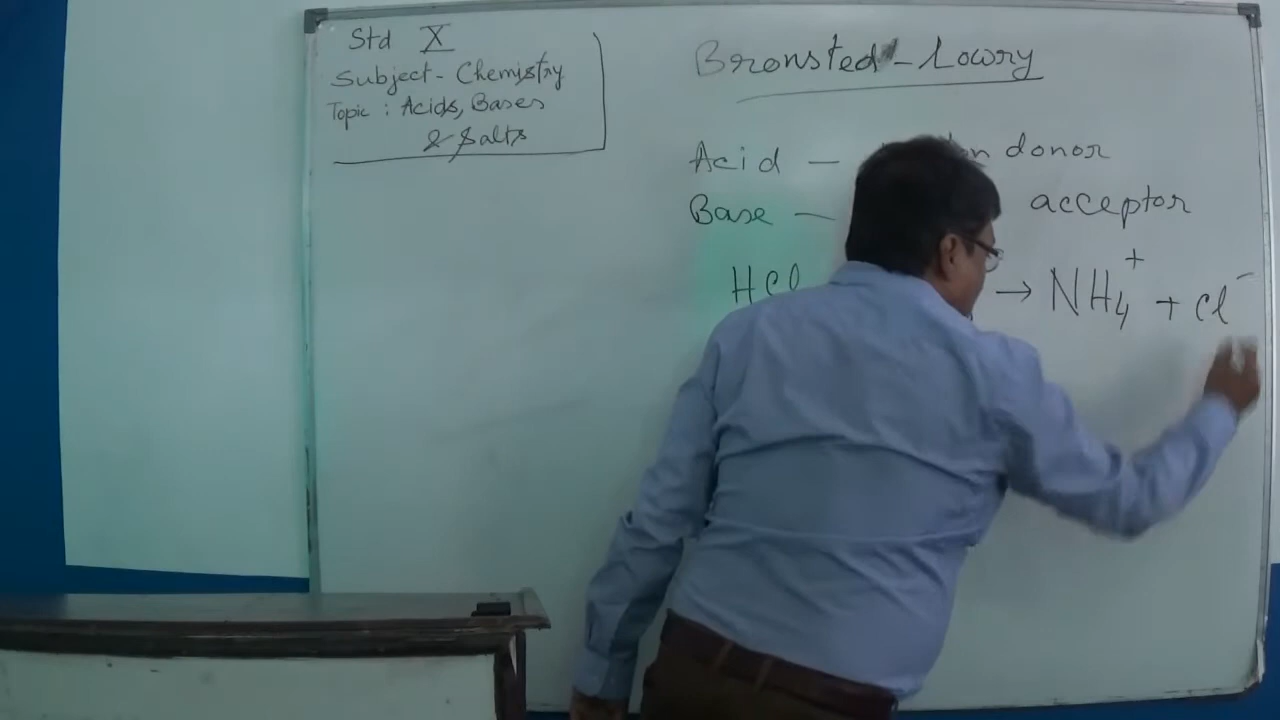 Std X
Subject - Chemistry
Topic : Acids, Bases
& Salts
Bronsted - Lowry
Acid — donor
Base — acceptor
HCl → NH₄⁺ + Cl⁻